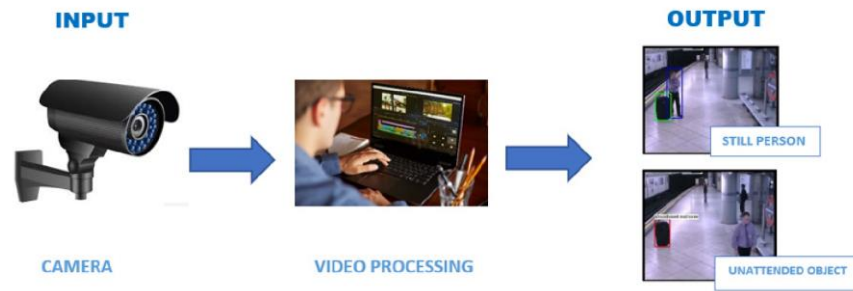 INPUT
OUTPUT
STILL PERSON
CAMERA
VIDEO PROCESSING
UNATTENDED OBJECT